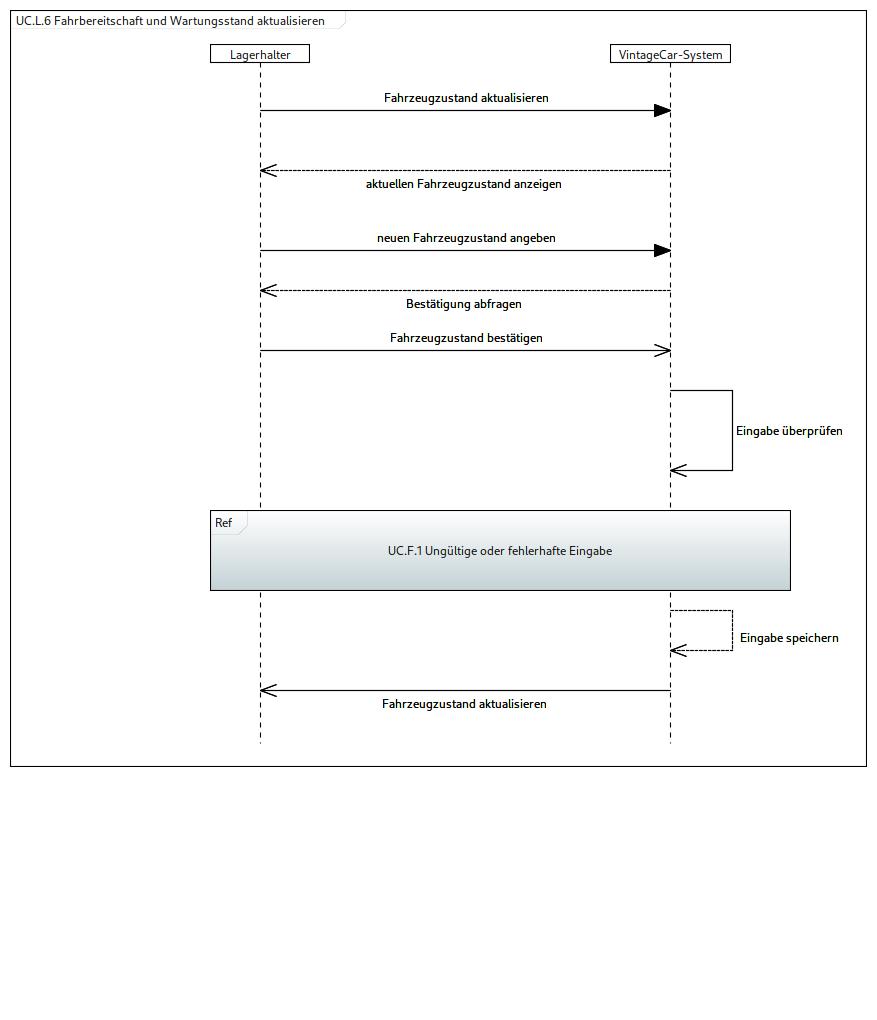 UC.L.6 Fahrbereitschaft und Wartungsstand aktualisieren
Lagerhalter
VintageCar-System
Fahrzeugzustand aktualisieren
aktuellen Fahrzeugzustand anzeigen
neuen Fahrzeugzustand angeben
Bestätigung abfragen
Fahrzeugzustand bestätigen
Eingabe überprüfen
Ref
UC.F.1 Ungültige oder fehlerhafte Eingabe
Eingabe speichern
Fahrzeugzustand aktualisieren